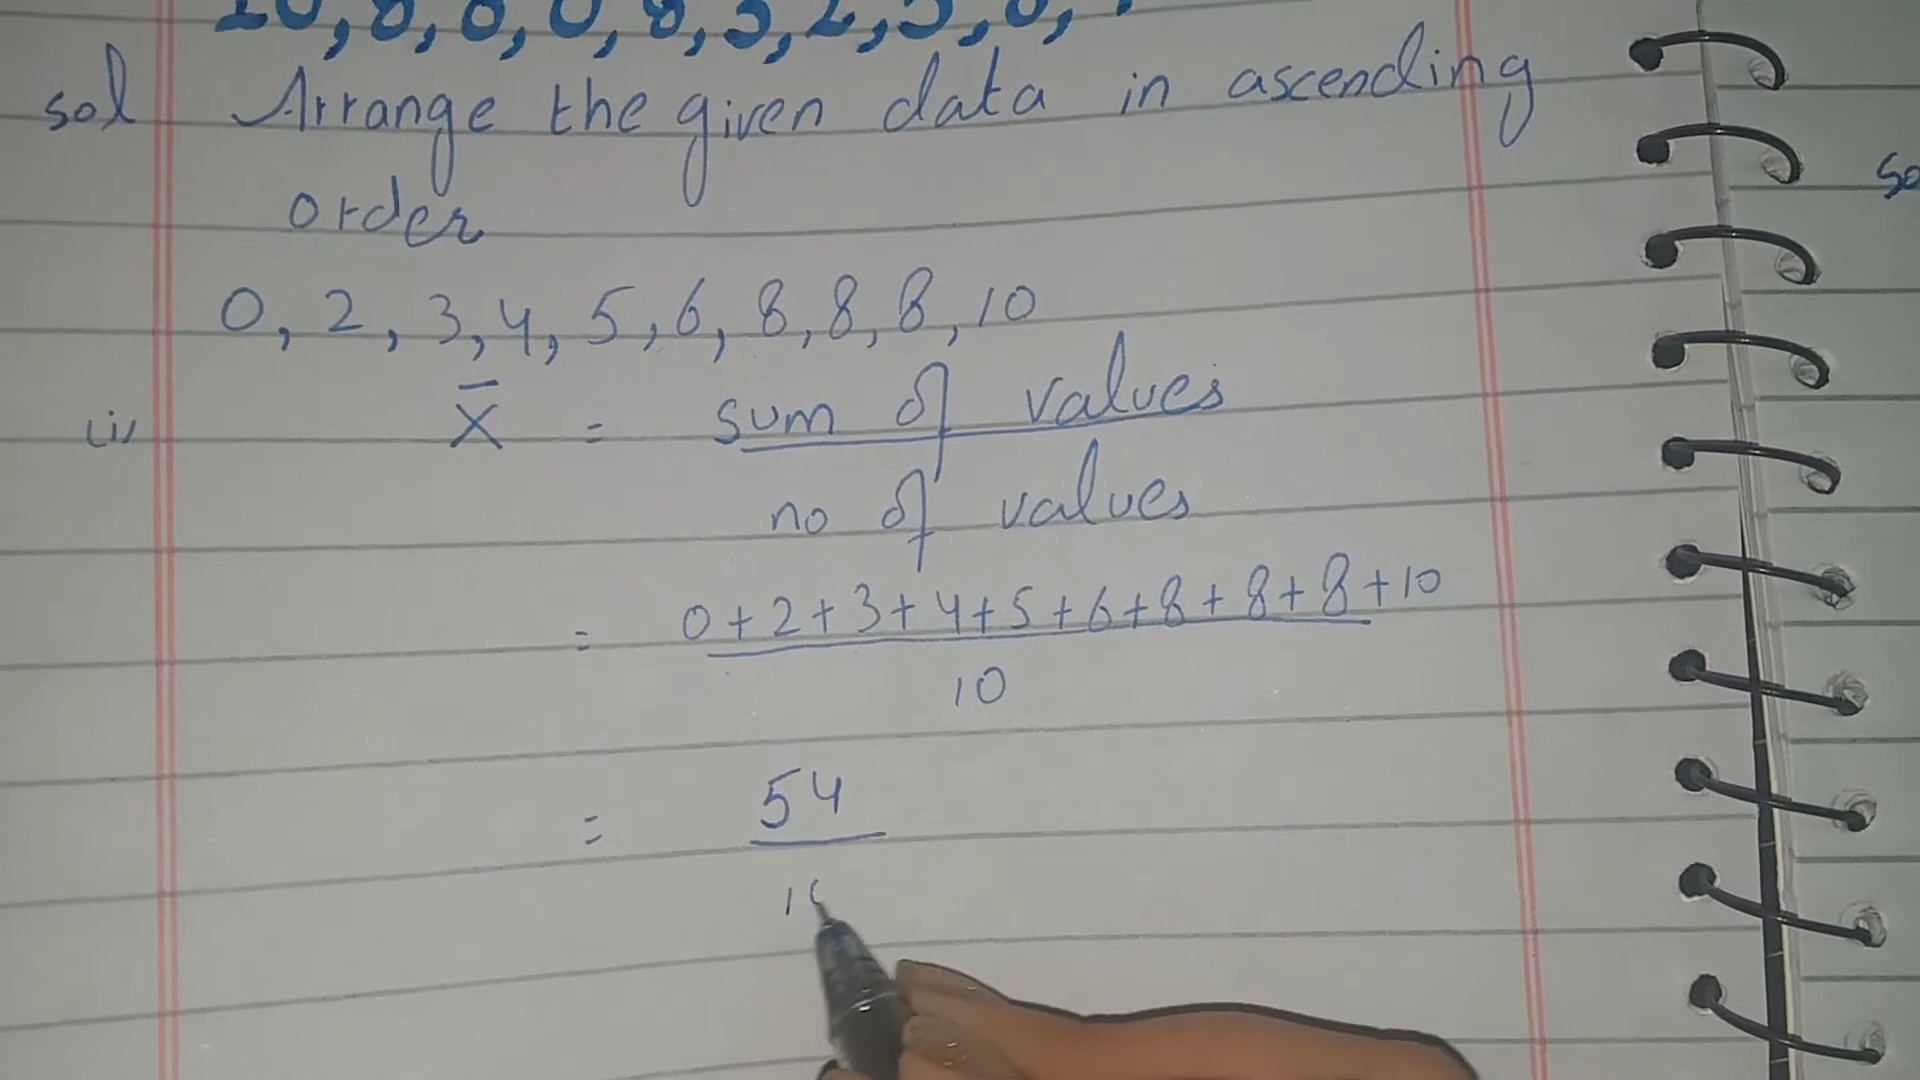 sol Arrange the given data in ascending
order
0, 2, 3, 4, 5, 6, 8, 8, 8, 10
(i) X̄ = sum of values
no of values
= 0+2+3+4+5+6+8+8+8+10
10
= 54
so